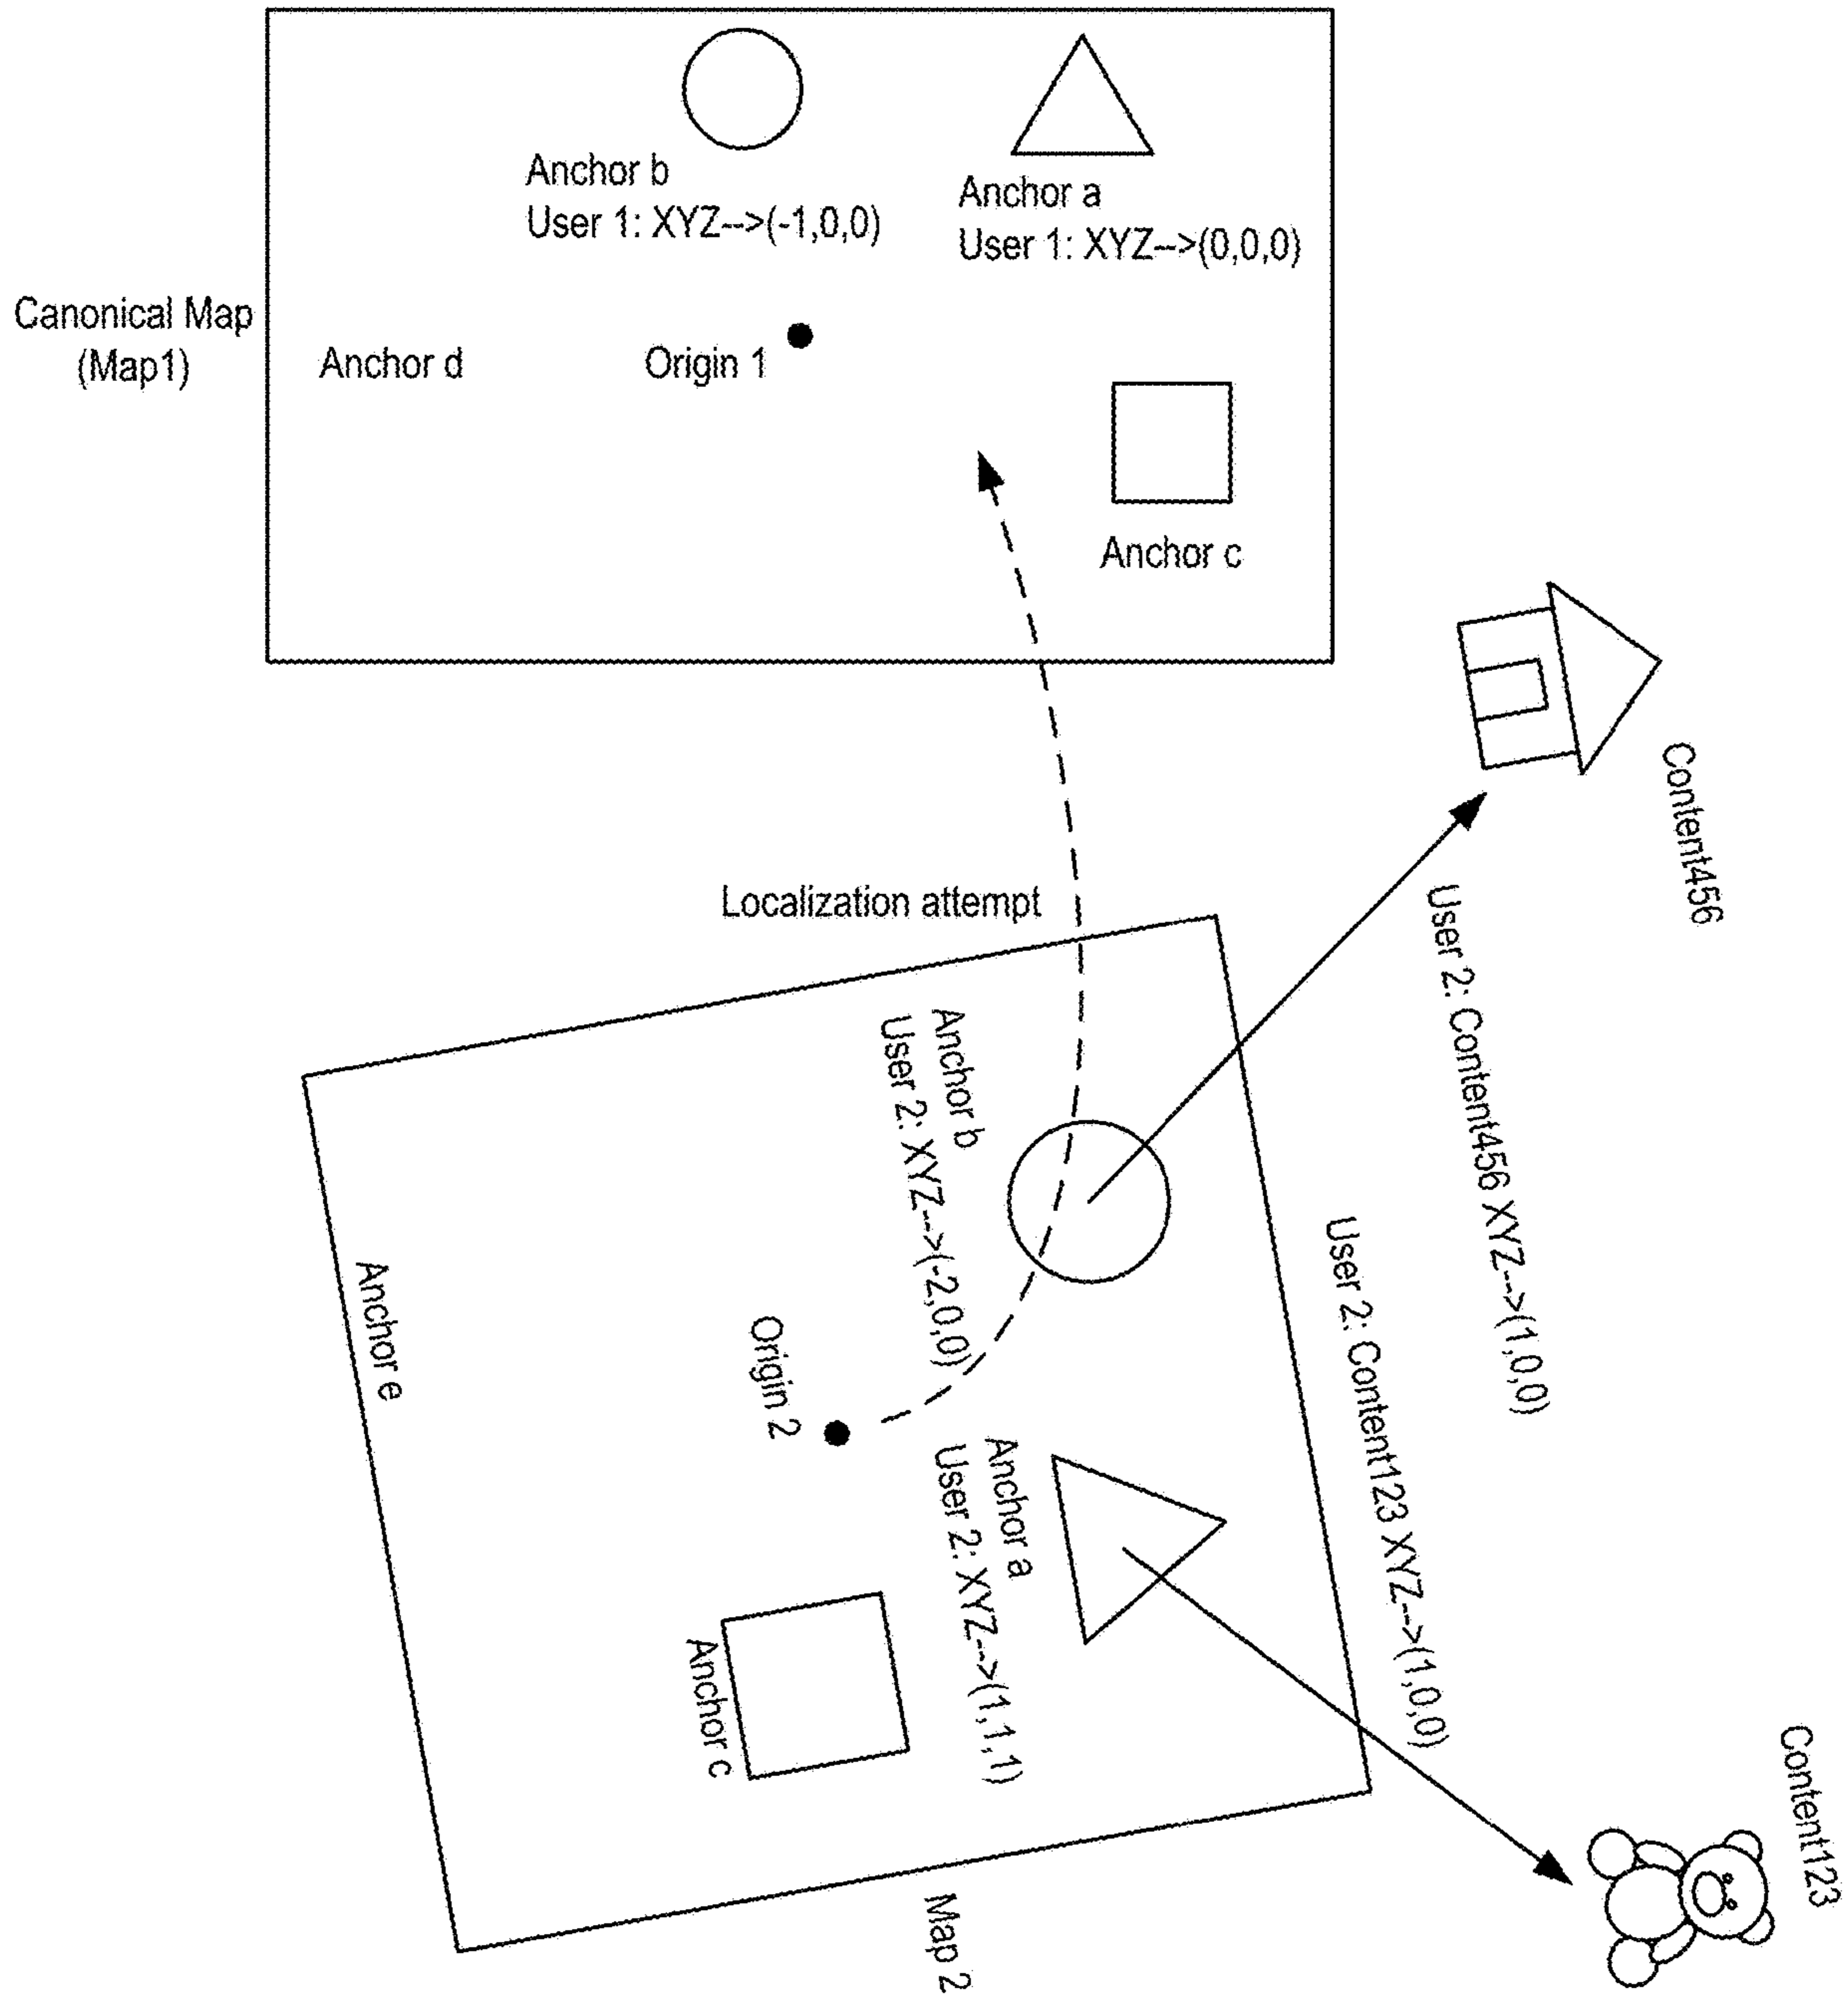 Anchor b
User 1: XYZ-->(-1,0,0)
Anchor a
User 1: XYZ-->(0,0,0)
Canonical Map
(Map1)
Anchor d
Origin 1
Anchor c
Content456
User 2: Content456 XYZ-->(1,0,0)
Localization attempt
Anchor b
User 2: XYZ-->(-2,0,0)
User 2: Content123 XYZ-->(1,0,0)
Anchor e
Origin 2
Anchor a
User 2: XYZ-->(1,1,1)
Anchor c
Content123
Map 2